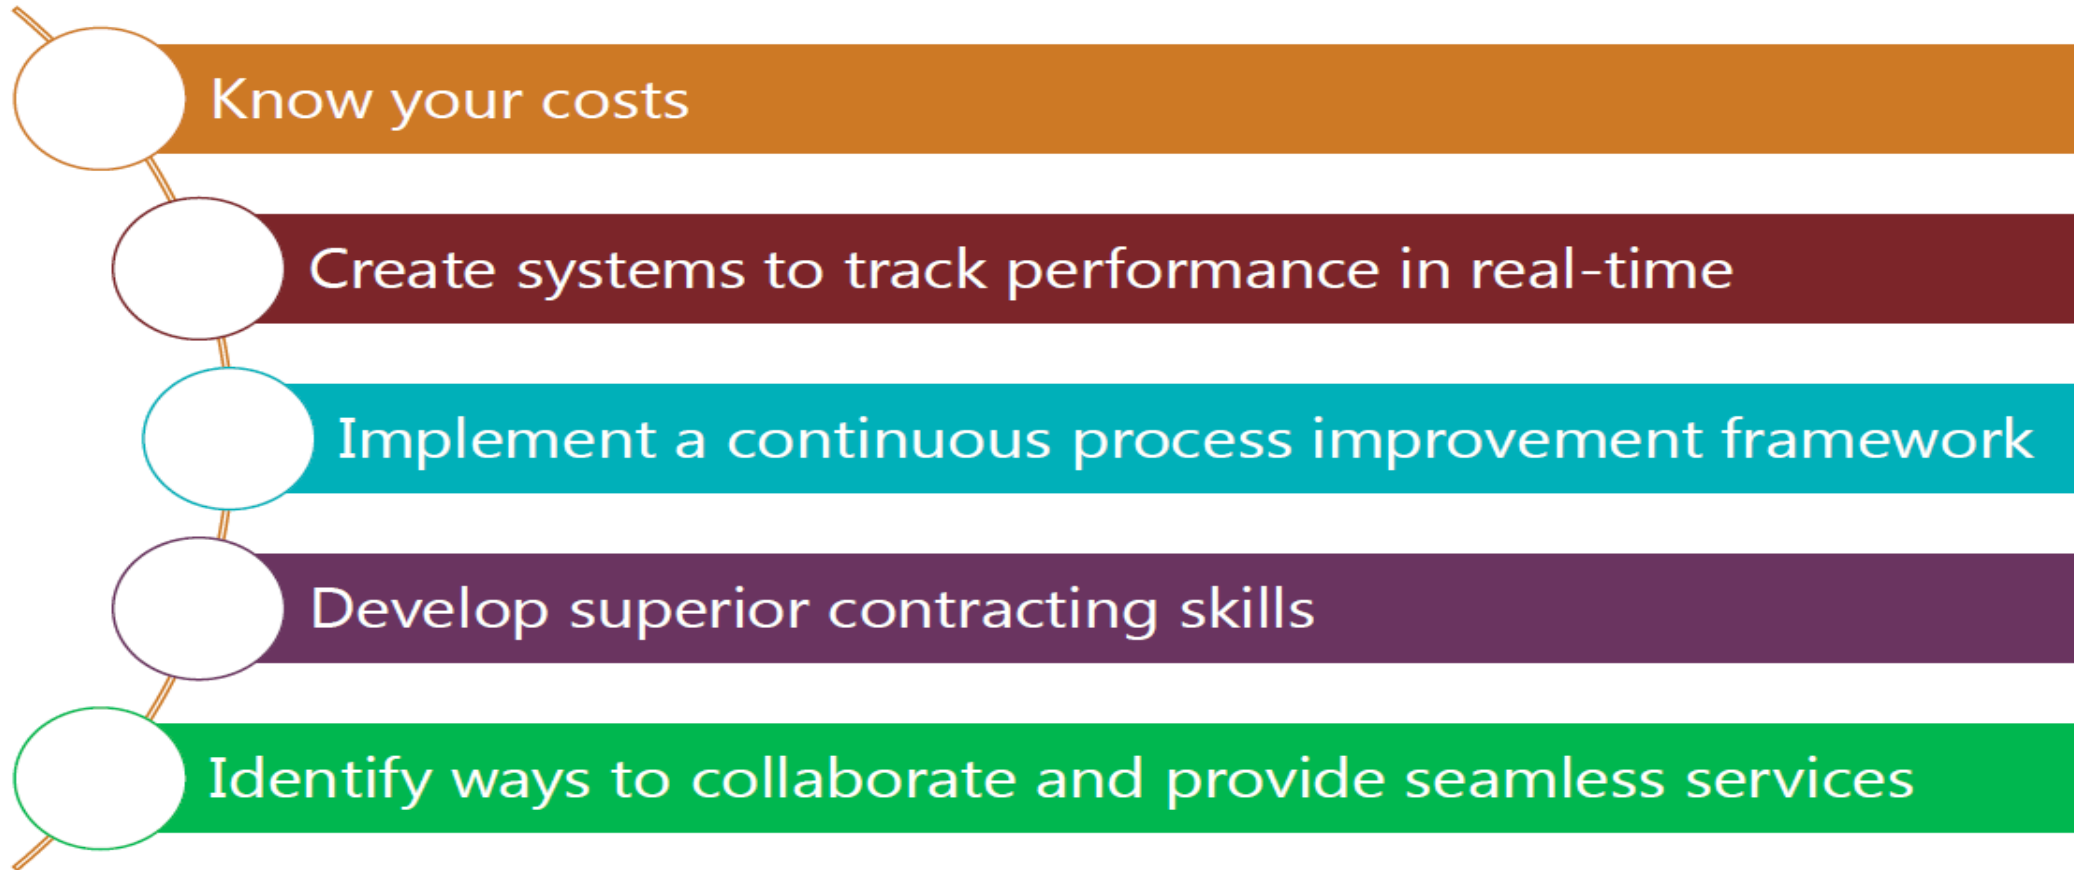 Know your costs
Create systems to track performance in real-time
Implement a continuous process improvement framework
Develop superior contracting skills
Identify ways to collaborate and provide seamless services